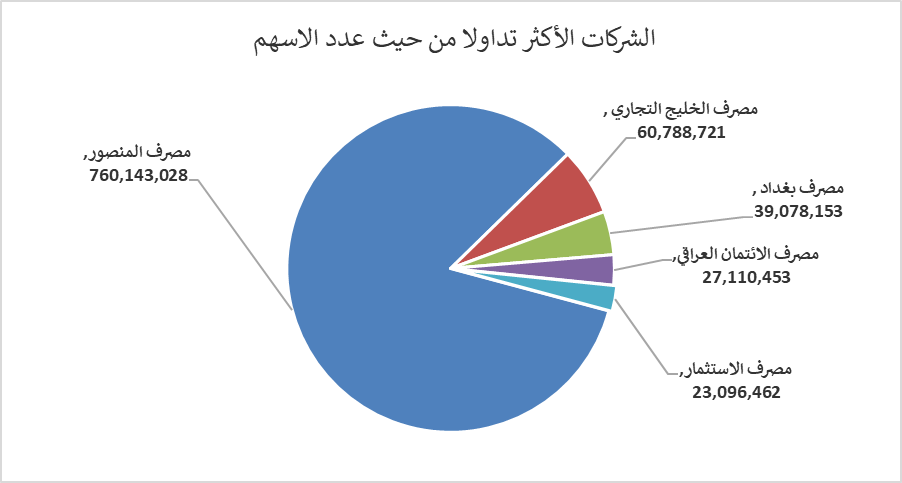 الشركات الأكثر تداولا من حيث عدد الاسهم
مصرف الخليج التجاري ,
60,788,721
مصرف المنصور,
760,143,028
مصرف بغداد ,
39,078,153
مصرف الائتمان العراقي,
27,110,453
مصرف الاستثمار,
23,096,462